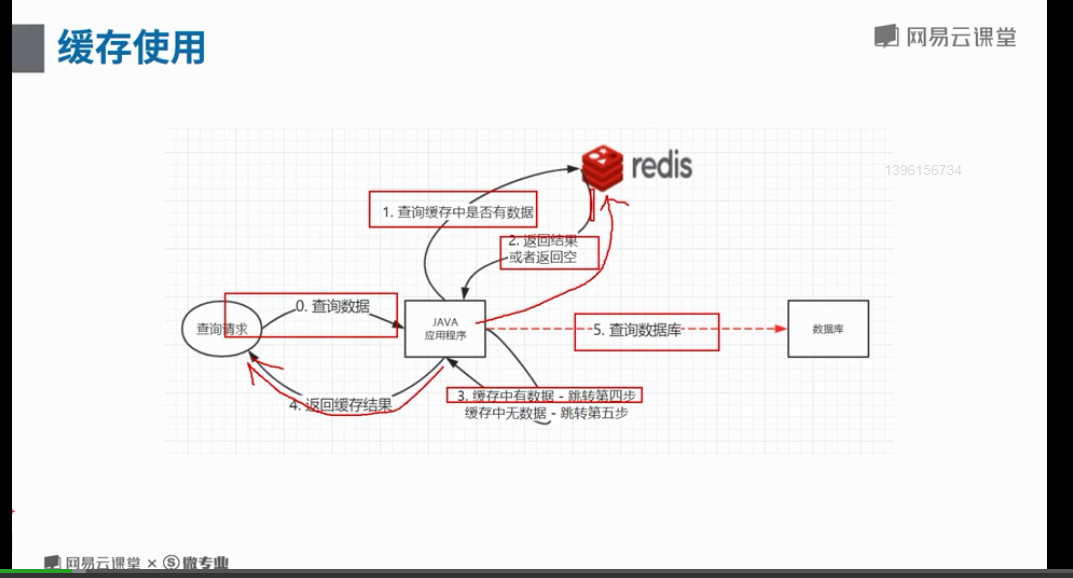 缓存使用
网易云课堂
redis
1396156734
1. 查询缓存中是否有数据
2. 返回结果
或者返回空
0. 查询数据
查询请求
JAVA
应用程序
5. 查询数据库
数据库
3. 缓存中有数据 - 跳转第四步
缓存中无数据 - 跳转第五步
4. 返回缓存结果
网易云课堂 × 微专业